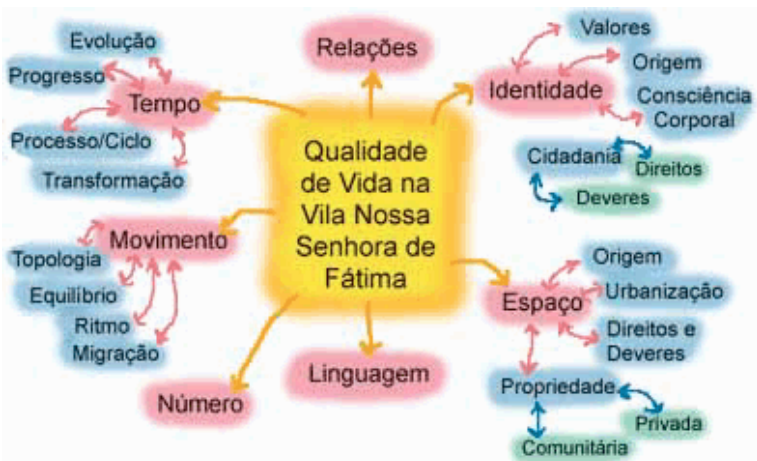 Evolução
Progresso
Tempo
Processo/Ciclo
Transformação
Relações
Valores
Origem
Identidade
Consciência
Corporal
Cidadania
Direitos
Deveres
Qualidade
de Vida na
Vila Nossa
Senhora de
Fátima
Movimento
Topologia
Equilíbrio
Ritmo
Migração
Número
Linguagem
Espaço
Origem
Urbanização
Direitos e
Deveres
Propriedade
Privada
Comunitária